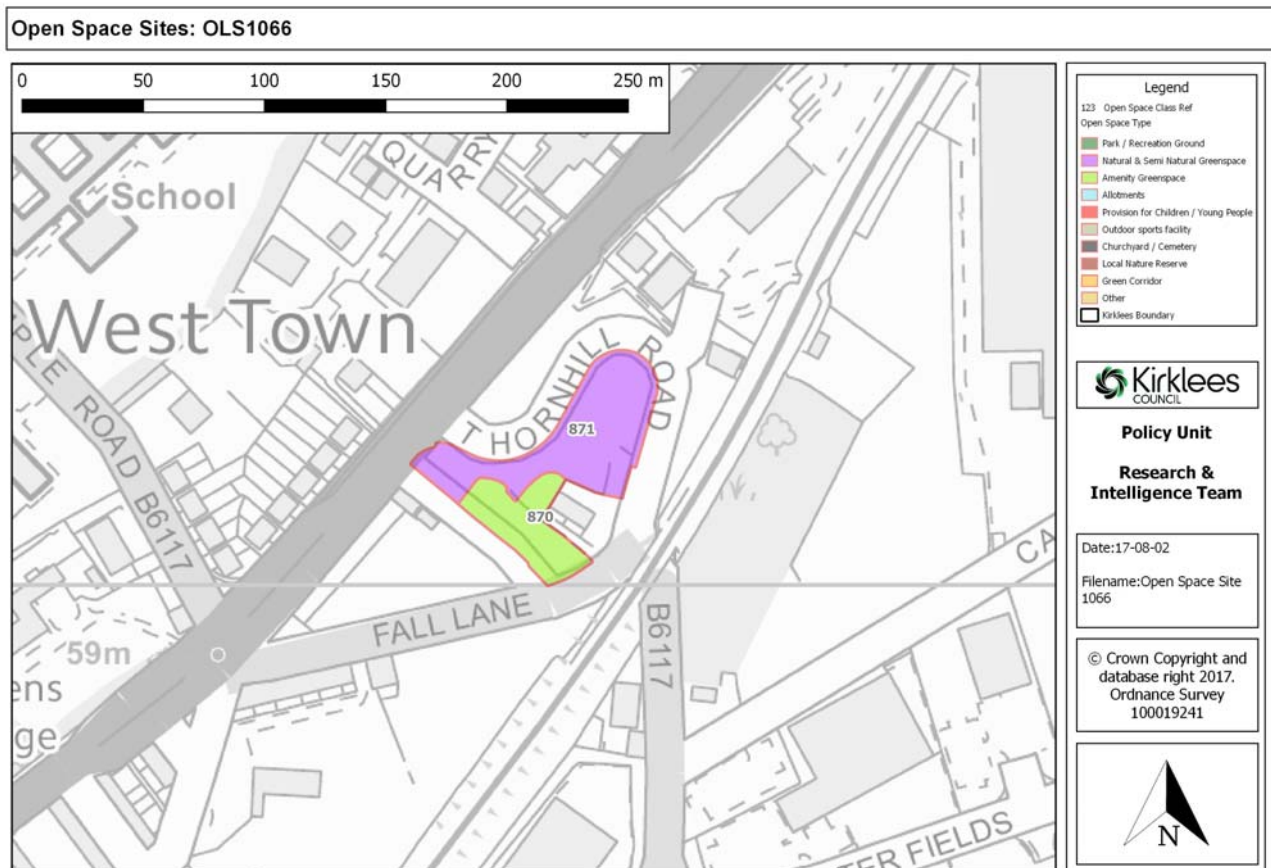 Open Space Sites: OLS1066
0 50 100 150 200 250 m
QUARRY
School
West Town
THORNHILL ROAD
871
870
ROAD B6117
FALL LANE
B6117
59m
CA
FIELDS
Legend
123 Open Space Class Ref
Open Space Type
Park / Recreation Ground
Natural & Semi Natural Greenspace
Amenity Greenspace
Allotments
Provision for Children / Young People
Outdoor sports facility
Churchyard / Cemetery
Local Nature Reserve
Green Corridor
Other
Kirklees Boundary
Kirklees
COUNCIL
Policy Unit
Research &
Intelligence Team
Date:17-08-02
Filename:Open Space Site
1066
© Crown Copyright and
database right 2017.
Ordnance Survey
100019241
N